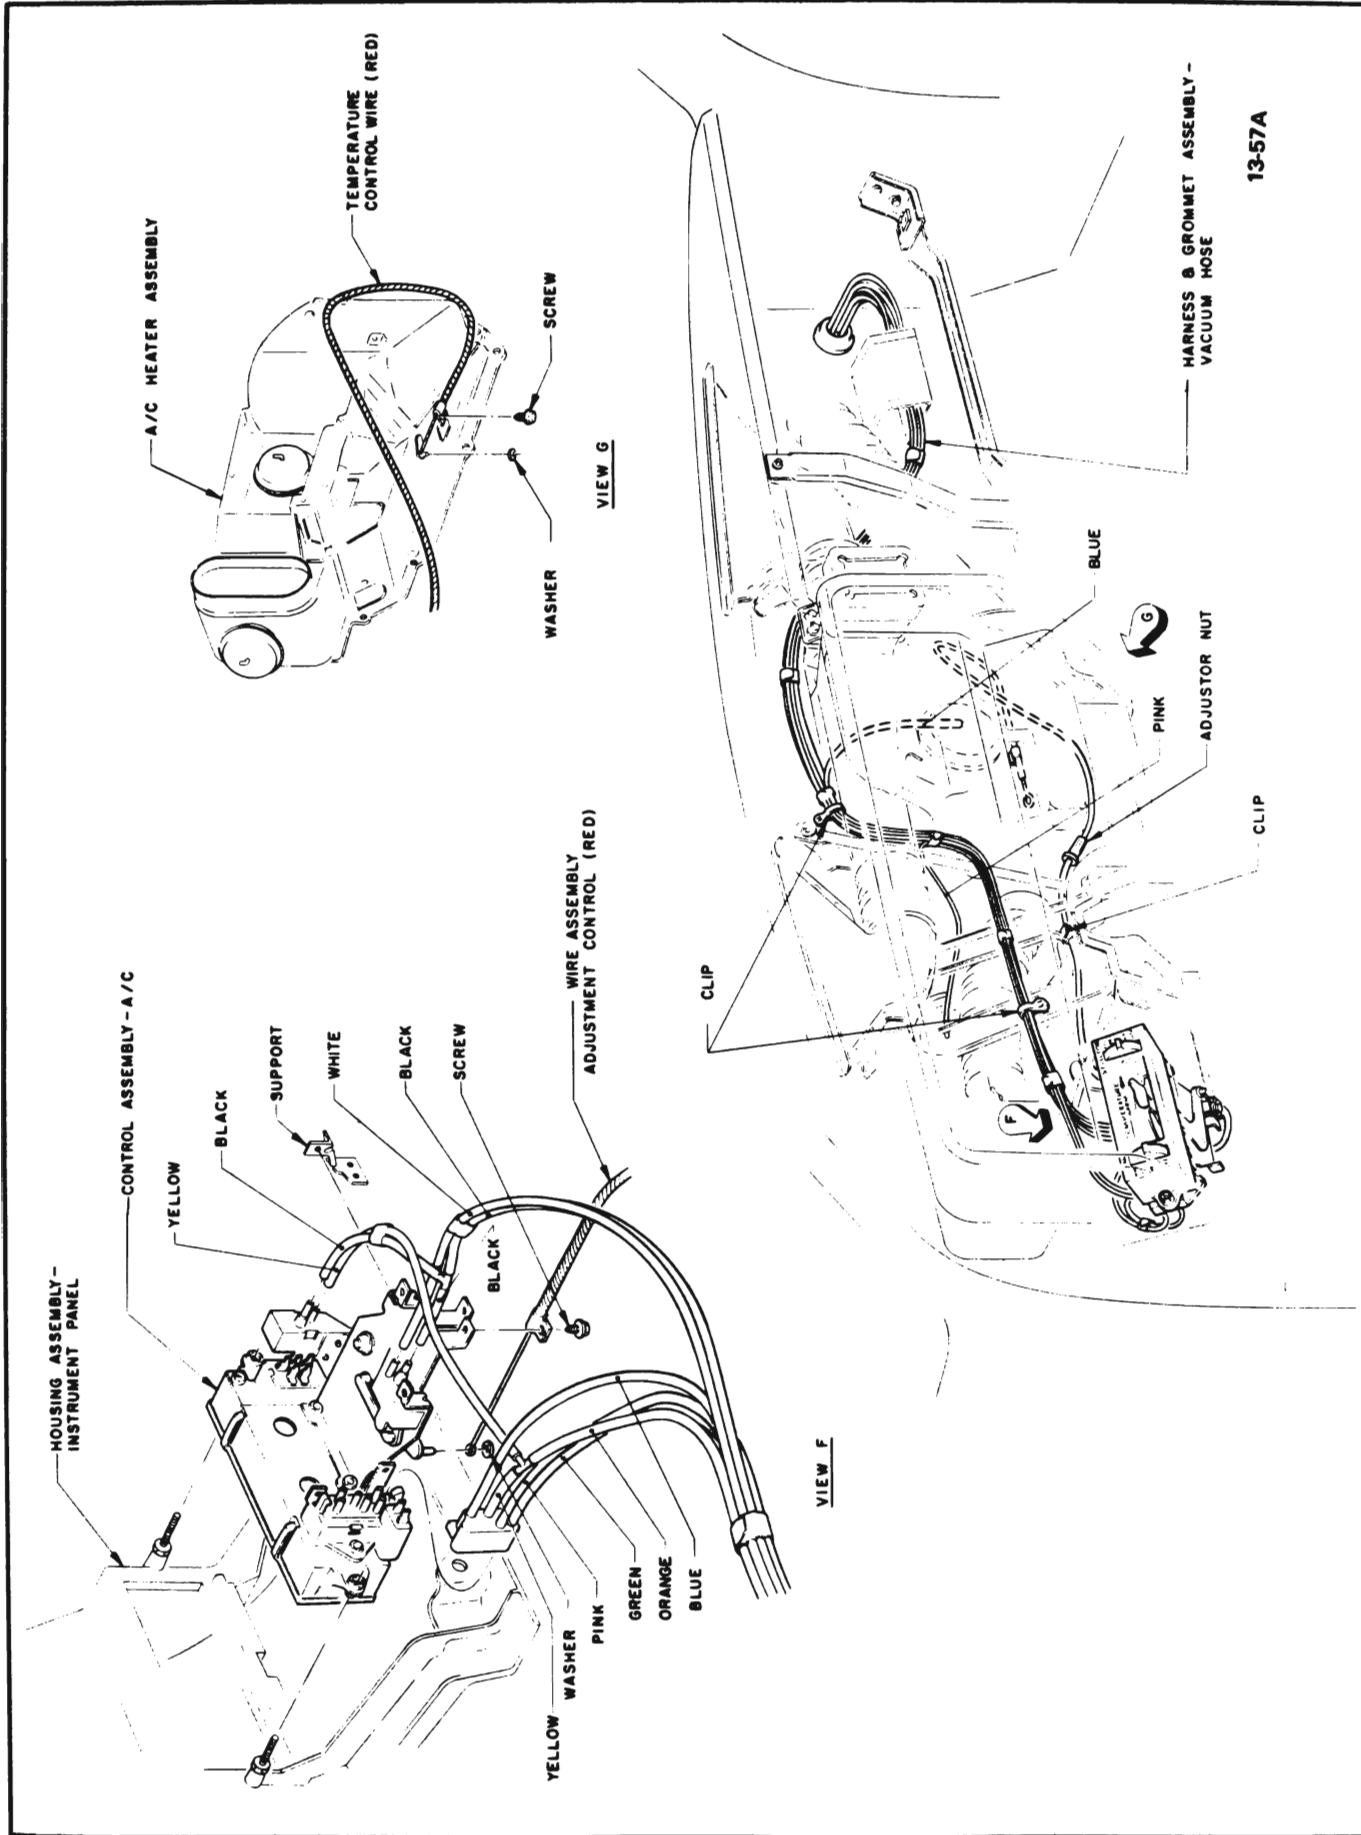 HOUSING ASSEMBLY-
INSTRUMENT PANEL
CONTROL ASSEMBLY-A/C
YELLOW
BLACK
SUPPORT
WHITE
BLACK
SCREW
BLACK
WIRE ASSEMBLY
ADJUSTMENT CONTROL (RED)
YELLOW
WASHER
PINK
GREEN
ORANGE
BLUE
VIEW F
A/C HEATER ASSEMBLY
TEMPERATURE
CONTROL WIRE (RED)
SCREW
WASHER
VIEW G
CLIP
F
CLIP
ADJUSTOR NUT
PINK
G
BLUE
HARNESS & GROMMET ASSEMBLY-
VACUUM HOSE
13-57A